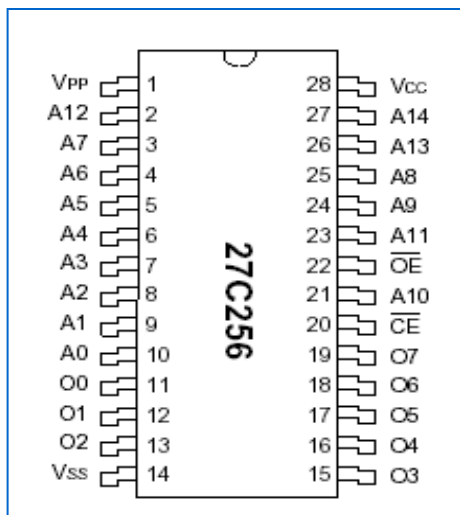 VPP 1 28 VCC
A12 2 27 A14
A7 3 26 A13
A6 4 25 A8
A5 5 24 A9
A4 6 23 A11
A3 7 22 O̅E̅
A2 8 21 A10
A1 9 20 C̅E̅
A0 10 19 O7
O0 11 18 O6
O1 12 17 O5
O2 13 16 O4
VSS 14 15 O3
27C256